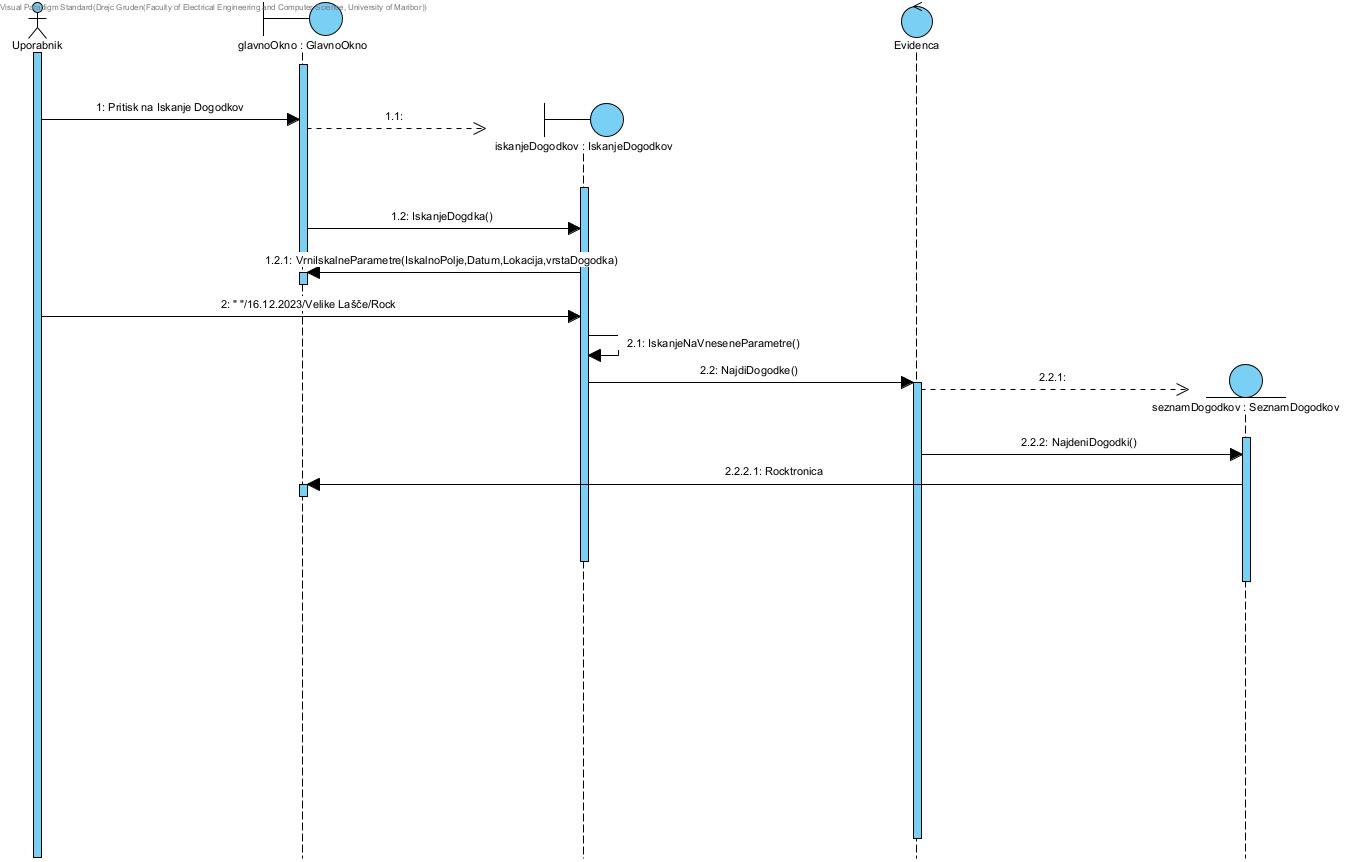 Visual Paradigm Standard(Drejc Gruden(Faculty of Electrical Engineering and Computer Science, University of Maribor))
Uporabnik
glavnoOkno : GlavnoOkno
Evidenca
1: Pritisk na Iskanje Dogodkov
1.1:
iskanjeDogodkov : IskanjeDogodkov
1.2: IskanjeDogdka()
1.2.1: VrniIskalneParametre(IskalnoPolje,Datum,Lokacija,vrstaDogodka)
2: " "/16.12.2023/Velike Lašče/Rock
2.1: IskanjeNaVneseneParametre()
2.2: NajdiDogodke()
2.2.1:
seznamDogodkov : SeznamDogodkov
2.2.2: NajdeniDogodki()
2.2.2.1: Rocktronica